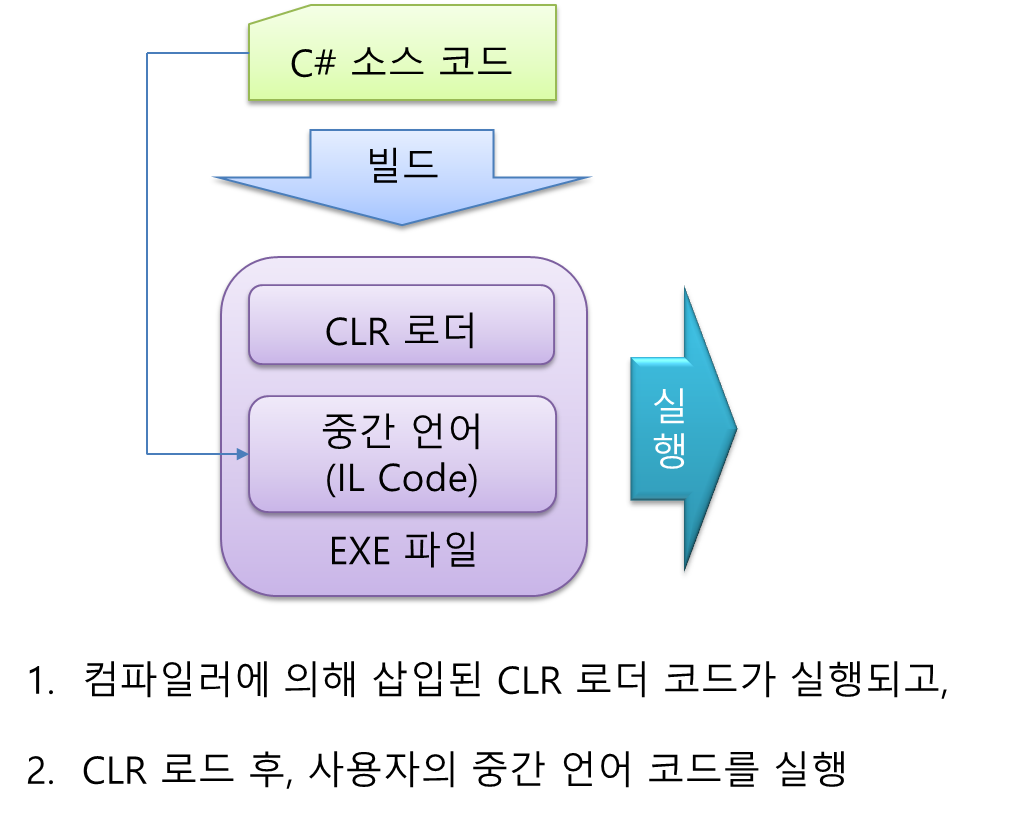 C# 소스 코드
빌드
CLR 로더
중간 언어
(IL Code)
EXE 파일
실
행
1. 컴파일러에 의해 삽입된 CLR 로더 코드가 실행되고,
2. CLR 로드 후, 사용자의 중간 언어 코드를 실행